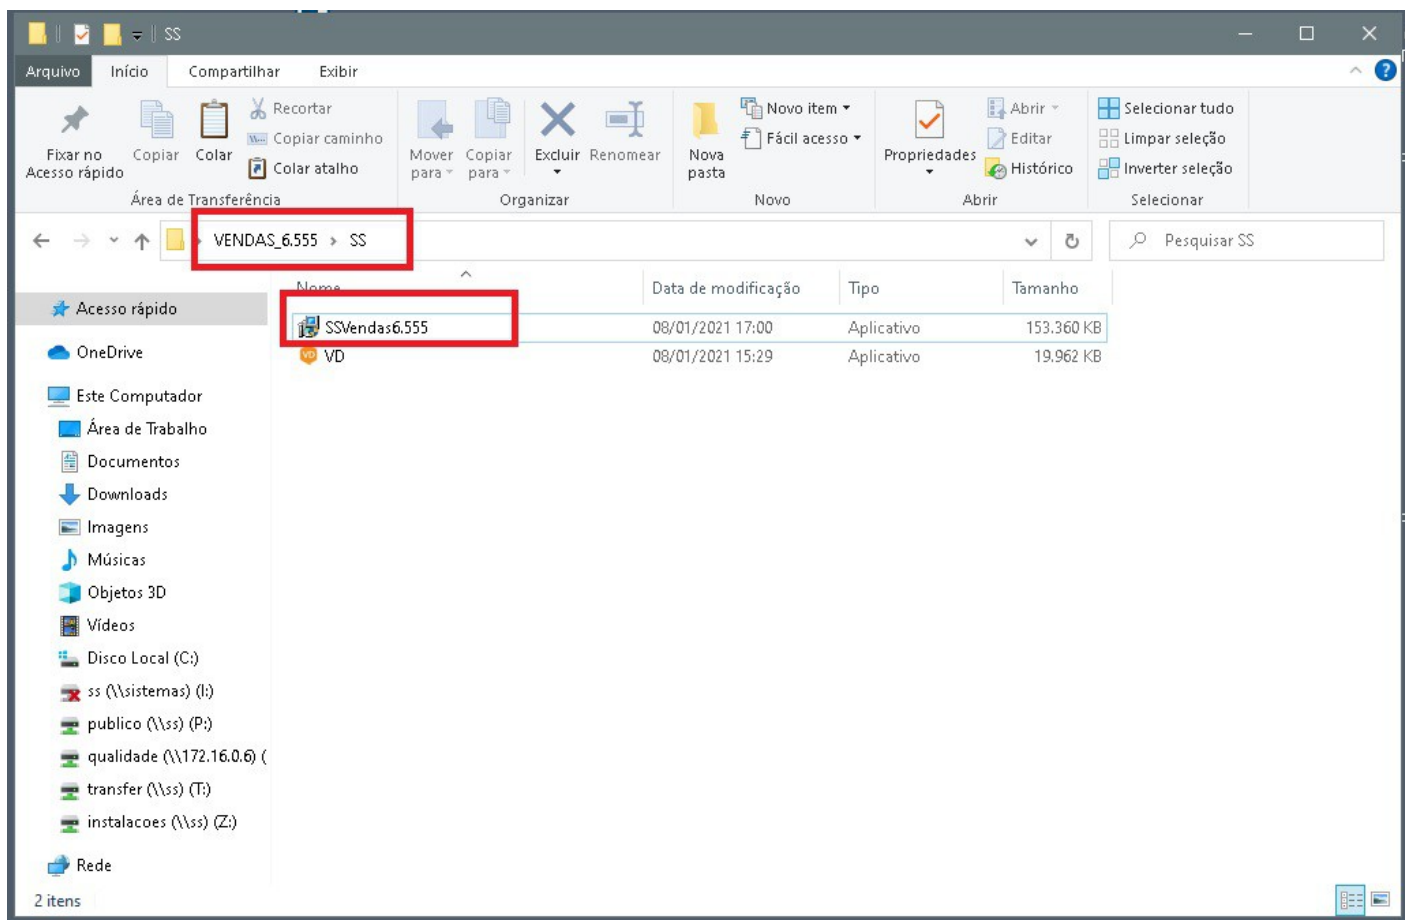 SS
Arquivo Início Compartilhar Exibir
Fixar no Acesso rápido
Copiar
Colar
Recortar
Copiar caminho
Colar atalho
Área de Transferência
Mover para
Copiar para
Excluir
Renomear
Organizar
Nova pasta
Novo item
Fácil acesso
Novo
Propriedades
Abrir
Editar
Histórico
Abrir
Selecionar tudo
Limpar seleção
Inverter seleção
Selecionar
VENDAS_6.555 > SS
Pesquisar SS
Nome Data de modificação Tipo Tamanho
SSVendas6.555 08/01/2021 17:00 Aplicativo 153.360 KB
VD 08/01/2021 15:29 Aplicativo 19.962 KB
Acesso rápido
OneDrive
Este Computador
Área de Trabalho
Documentos
Downloads
Imagens
Músicas
Objetos 3D
Vídeos
Disco Local (C:)
ss (\\sistemas) (I:)
publico (\\ss) (P:)
qualidade (\\172.16.0.6) (
transfer (\\ss) (T:)
instalacoes (\\ss) (Z:)
Rede
2 itens